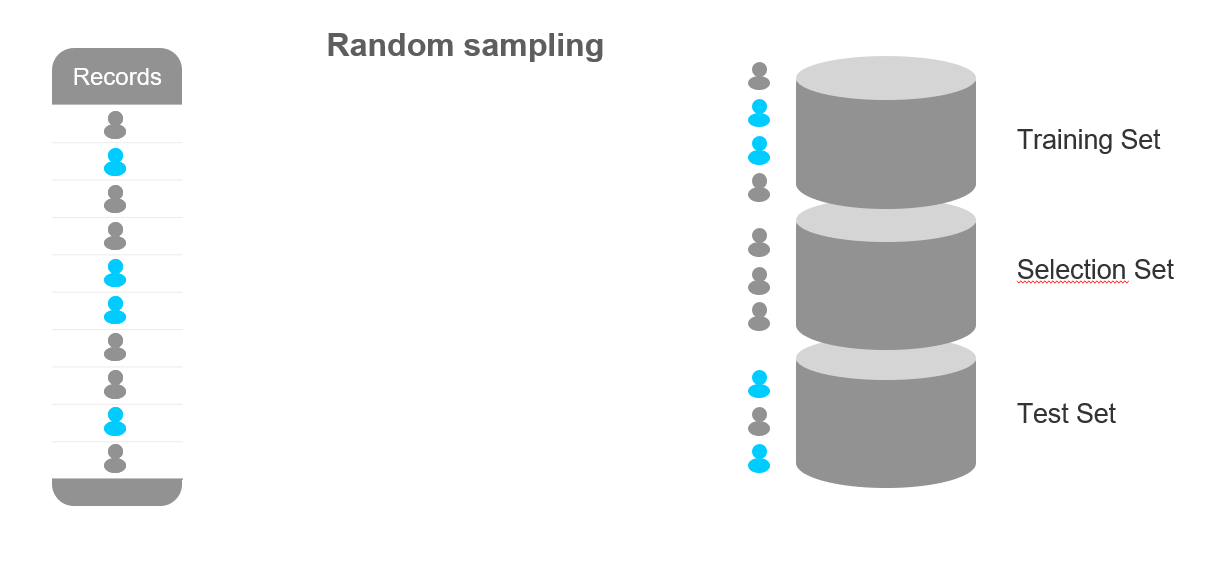 Random sampling
Records
Training Set
Selection Set
Test Set